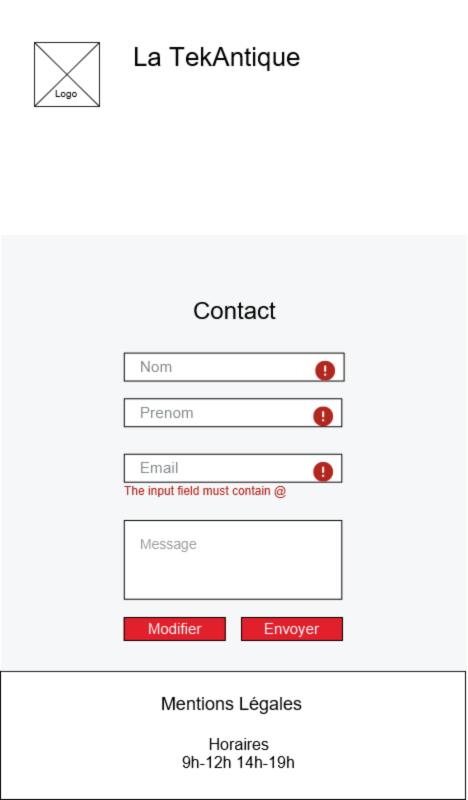 La TekAntique
Logo
Contact
Nom
Prenom
Email
The input field must contain @
Message
Modifier
Envoyer
Mentions Légales
Horaires
9h-12h 14h-19h